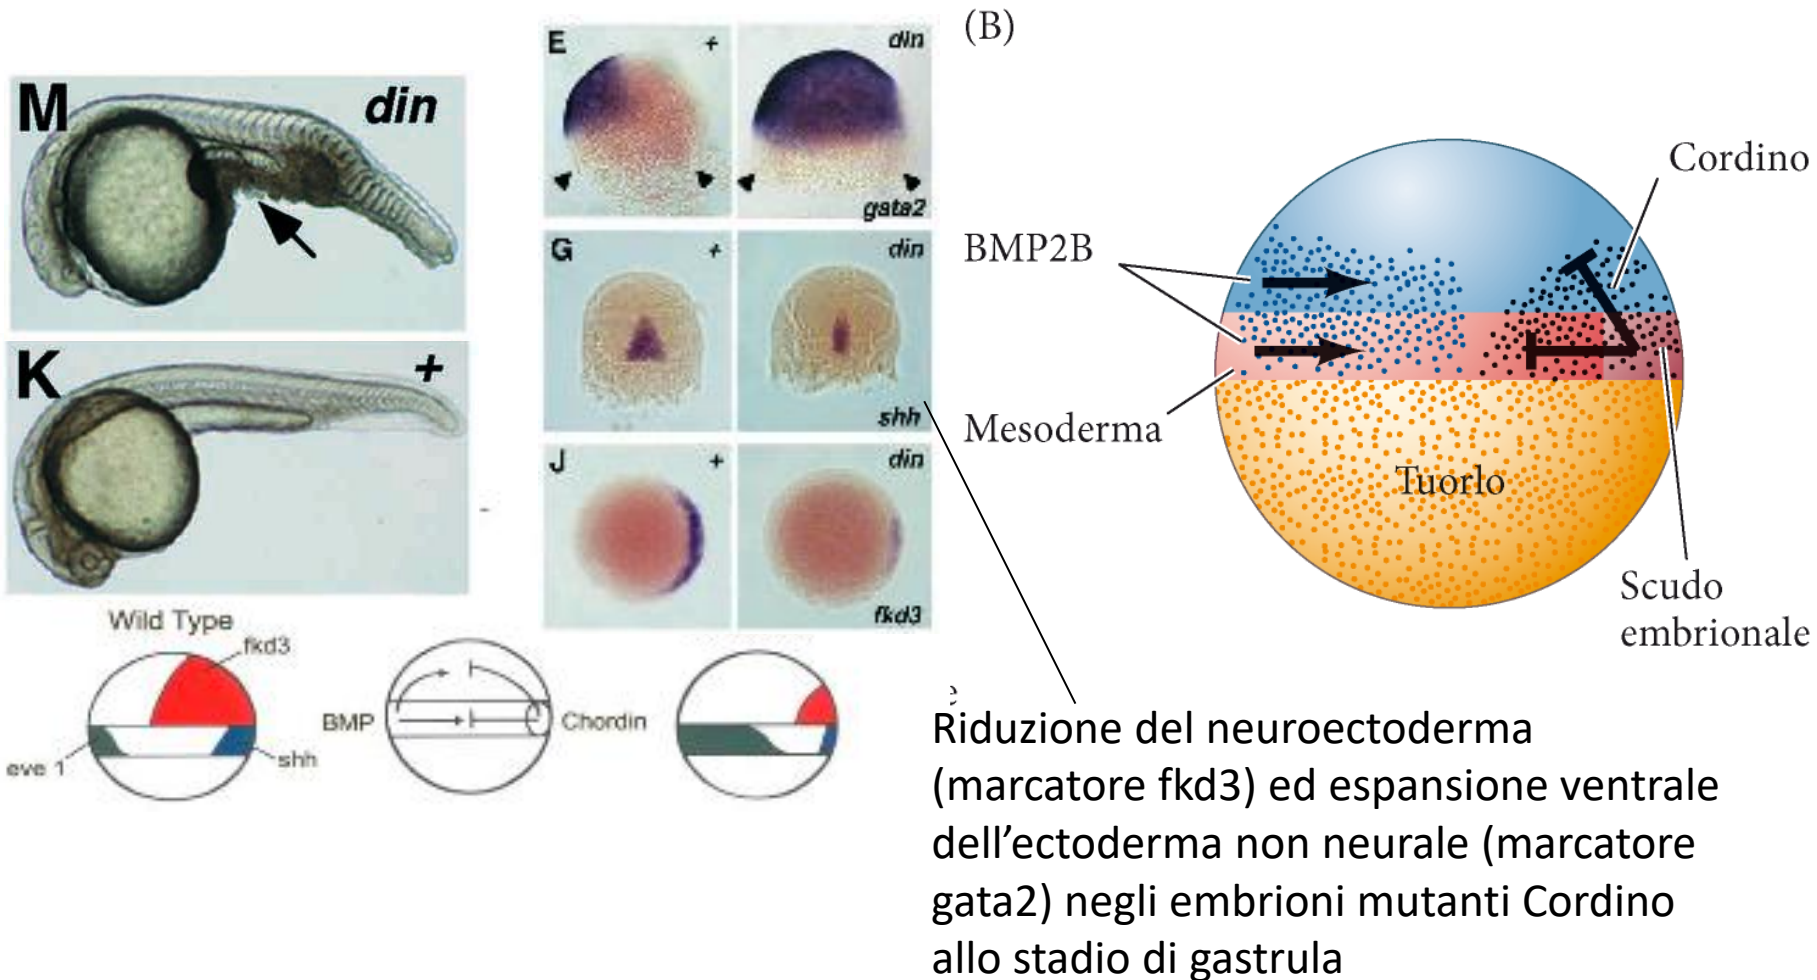 M
din
K
+
E
+
din
gata2
G
+
din
shh
J
+
din
fkd3
Wild Type
fkd3
eve 1
shh
BMP
Chordin
(B)
Cordino
BMP2B
Mesoderma
Tuorlo
Scudo
embrionale
Riduzione del neuroectoderma
(marcatore fkd3) ed espansione ventrale
dell’ectoderma non neurale (marcatore
gata2) negli embrioni mutanti Cordino
allo stadio di gastrula